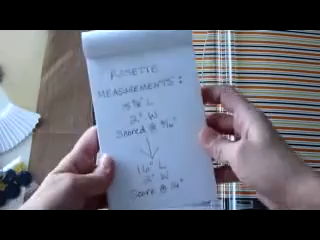 ROSETTE
MEASUREMENTS:
L
2" W
Scored @
16" L
2" W
Score @